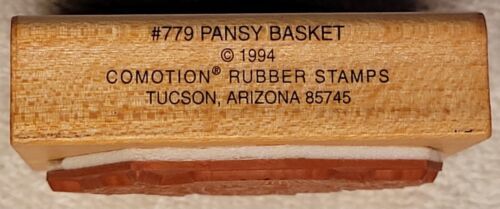 #779 PANSY BASKET
© 1994
COMOTION® RUBBER STAMPS
TUCSON, ARIZONA 85745